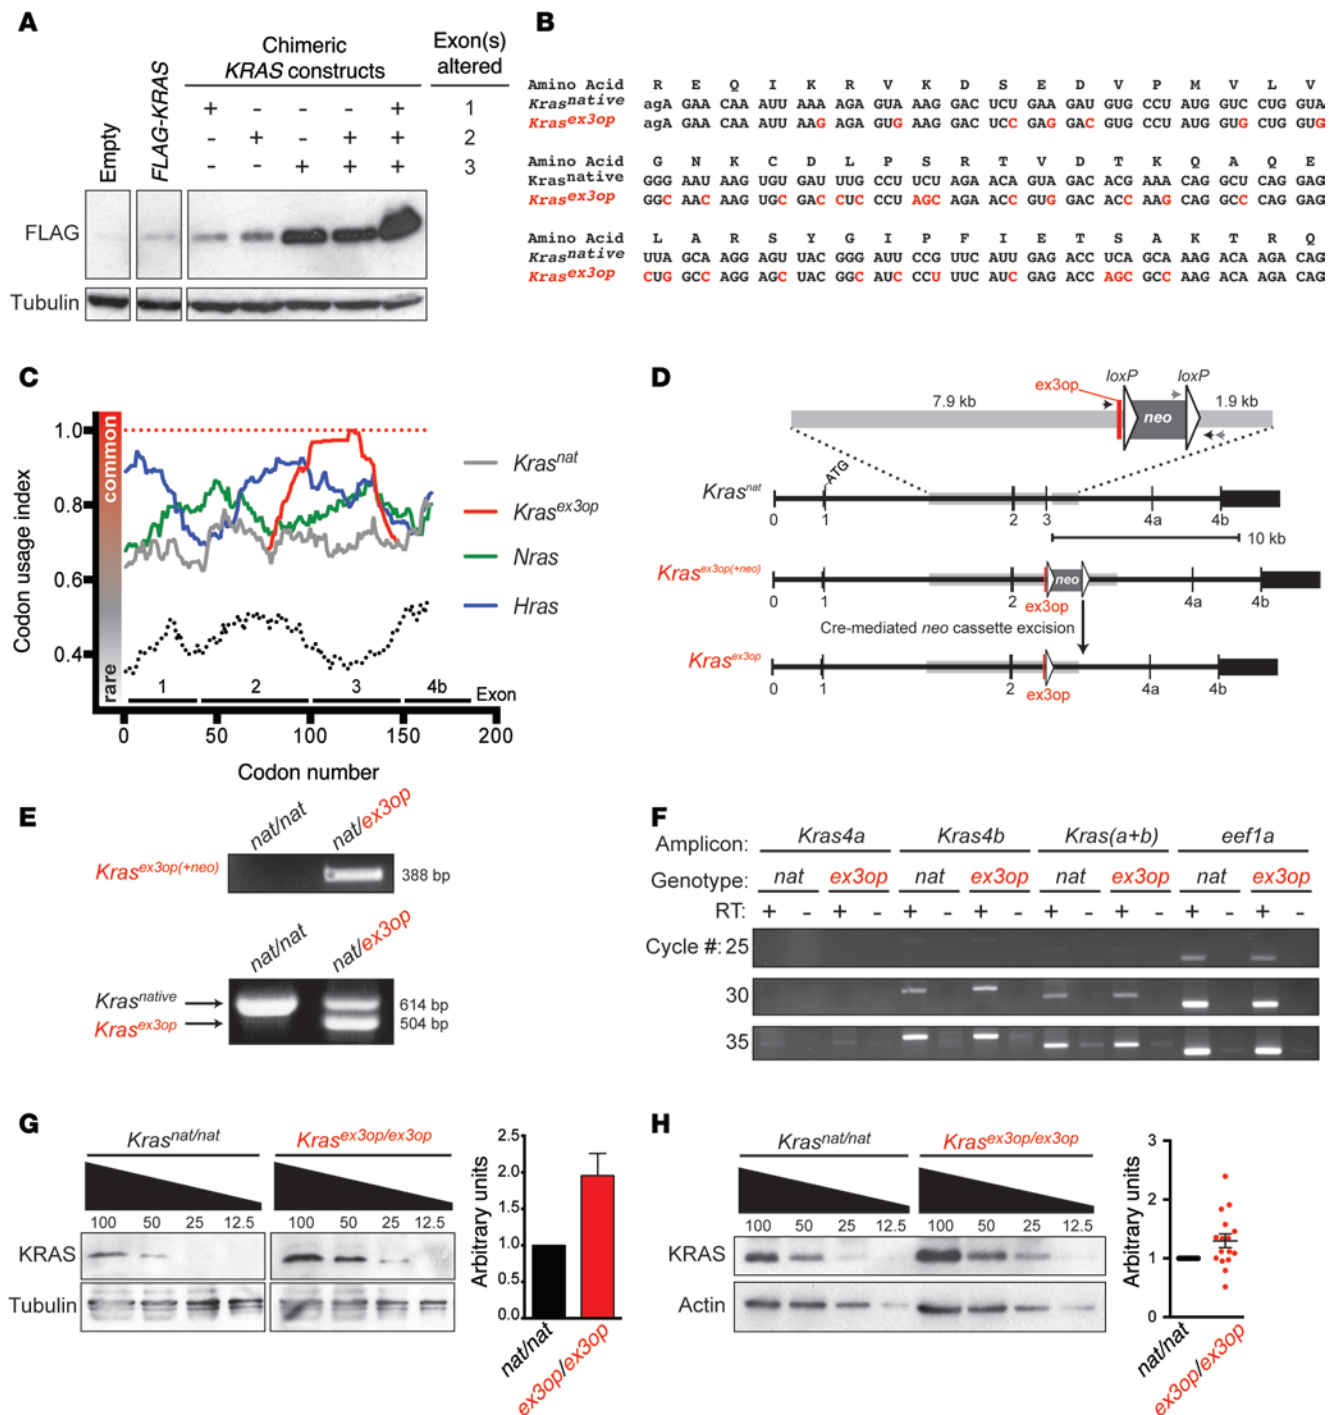 A
Chimeric
KRAS constructs
Exon(s)
altered
Empty
FLAG-KRAS
+ - - - + 1
- + - + + 2
- - + + + 3
FLAG
Tubulin
B
Amino Acid R E Q I K R V K D S E D V P M V L V
Krasnative agA GAA CAA AUU AAA AGA GUA AAG GAC UCU GAA GAU GUG CCU AUG GUC CUG GUA
Krasex3op agA GAA CAA AUU AAG AGA GUG AAG GAC UCC GAG GAC GUG CCU AUG GUG CUG GUG
Amino Acid G N K C D L P S R T V D T K Q A Q E
Krasnative GGG AAU AAG UGU GAU UUG CCU UCU AGA ACA GUA GAC ACG AAA CAG GCU CAG GAG
Krasex3op GGC AAC AAG UGC GAC CUC CCU AGC AGA ACC GUG GAC ACC AAG CAG GCC CAG GAG
Amino Acid L A R S Y G I P F I E T S A K T R Q
Krasnative UUA GCA AGG AGU UAC GGG AUU CCG UUC AUU GAG ACC UCA GCA AAG ACA AGA CAG
Krasex3op CUG GCC AGG AGC UAC GGC AUC CCU UUC AUC GAG ACC AGC GCC AAG ACA AGA CAG
C
Codon usage index
common
rare
1.0
0.8
0.6
0.4
Krasnat
Krasex3op
Nras
Hras
1 2 3 4b Exon
0 50 100 150 200
Codon number
D
loxP loxP
ex3op
7.9 kb neo 1.9 kb
ATG
Krasnat
0 1 2 3 4a 4b
10 kb
Krasex3op(+neo)
neo
0 1 2 ex3op 4a 4b
Cre-mediated neo cassette excision
Krasex3op
0 1 2 ex3op 4a 4b
E
nat/nat nat/ex3op
Krasex3op(+neo) 388 bp
nat/nat nat/ex3op
Krasnative 614 bp
Krasex3op 504 bp
F
Amplicon: Kras4a Kras4b Kras(a+b) eef1a
Genotype: nat ex3op nat ex3op nat ex3op nat ex3op
RT: + - + - + - + - + - + - + - + -
Cycle #: 25
30
35
G
Krasnat/nat Krasex3op/ex3op
100 50 25 12.5 100 50 25 12.5
KRAS
Tubulin
Arbitrary units
2.5
2.0
1.5
1.0
0.5
0.0
nat/nat
ex3op/ex3op
H
Krasnat/nat Krasex3op/ex3op
100 50 25 12.5 100 50 25 12.5
KRAS
Actin
Arbitrary units
3
2
1
0
nat/nat
ex3op/ex3op